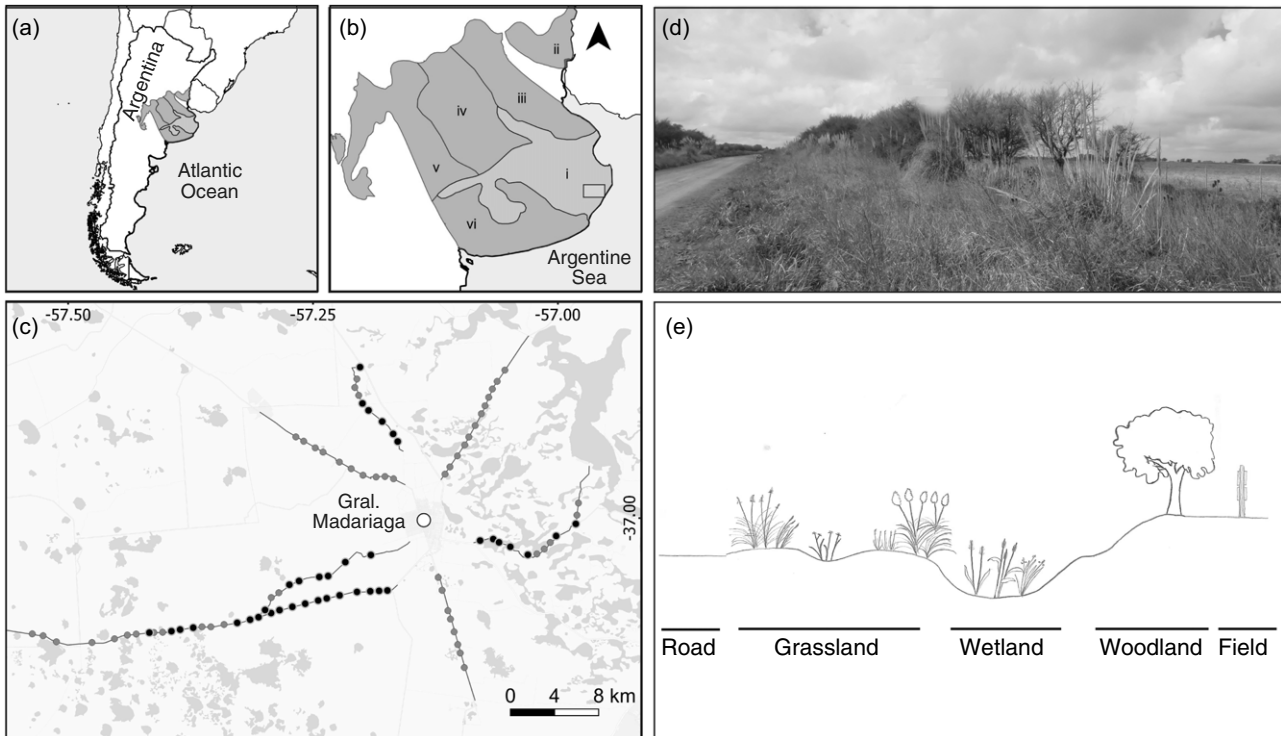 (a)
Argentina
Atlantic
Ocean
(b)
ii
iii
iv
i
v
vi
Argentine
Sea
(c)
-57.50
-57.25
-57.00
Gral.
Madariaga
-37.00
0 4 8 km
(d)
(e)
Road Grassland Wetland Woodland Field